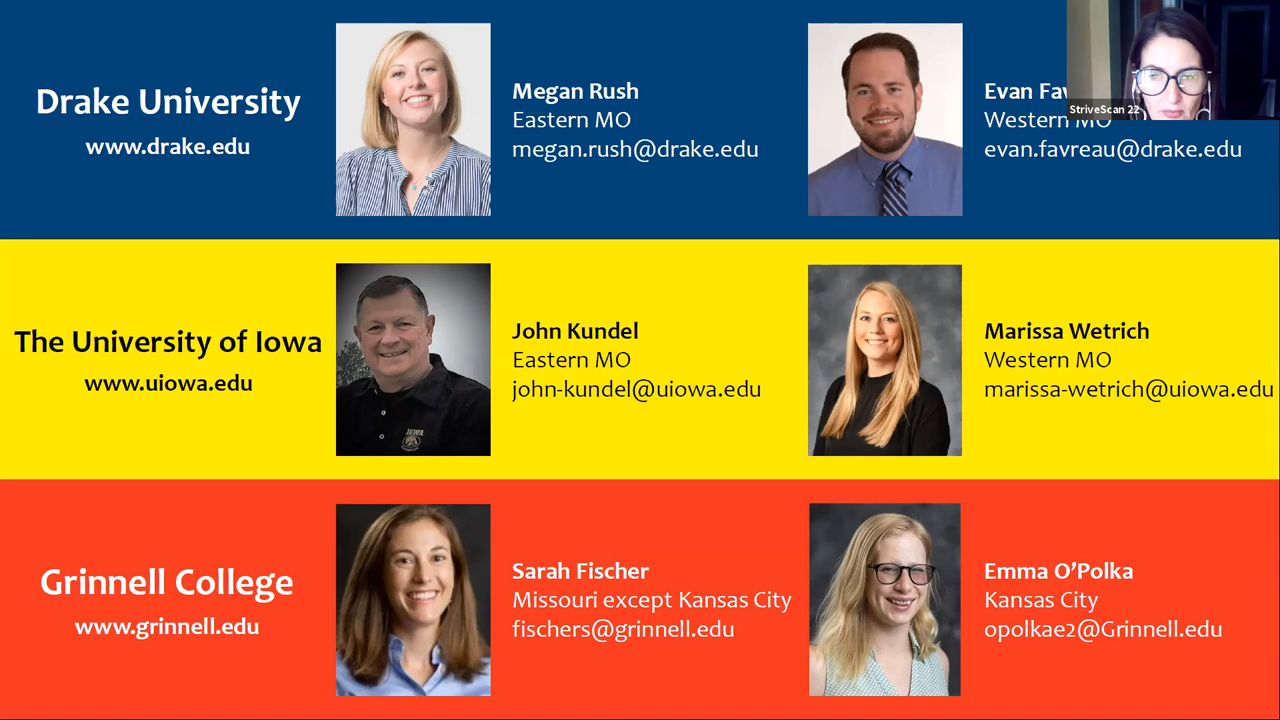 Drake University
www.drake.edu
Megan Rush
Eastern MO
megan.rush@drake.edu
Evan
StriveScan 22
Western MO
evan.favreau@drake.edu
The University of Iowa
www.uiowa.edu
John Kundel
Eastern MO
john-kundel@uiowa.edu
IOWA
Marissa Wetrich
Western MO
marissa-wetrich@uiowa.edu
Grinnell College
www.grinnell.edu
Sarah Fischer
Missouri except Kansas City
fischers@grinnell.edu
Emma O’Polka
Kansas City
opolkae2@Grinnell.edu